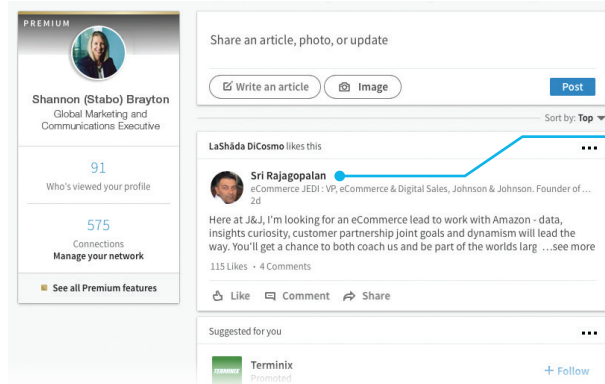 PREMIUM
Shannon (Stabo) Brayton
Global Marketing and
Communications Executive
91
Who's viewed your profile
575
Connections
Manage your network
See all Premium features
Share an article, photo, or update
Write an article
Image
Post
Sort by: Top
LaShãda DiCosmo likes this
Sri Rajagopalan
eCommerce JEDI : VP, eCommerce & Digital Sales, Johnson & Johnson. Founder of ...
2d
Here at J&J, I'm looking for an eCommerce lead to work with Amazon - data,
insights curiosity, customer partnership joint goals and dynamism will lead the
way. You'll get a chance to both coach us and be part of the worlds larg ...see more
115 Likes • 4 Comments
Like
Comment
Share
Suggested for you
TERMINIX
Terminix
Promoted
+ Follow